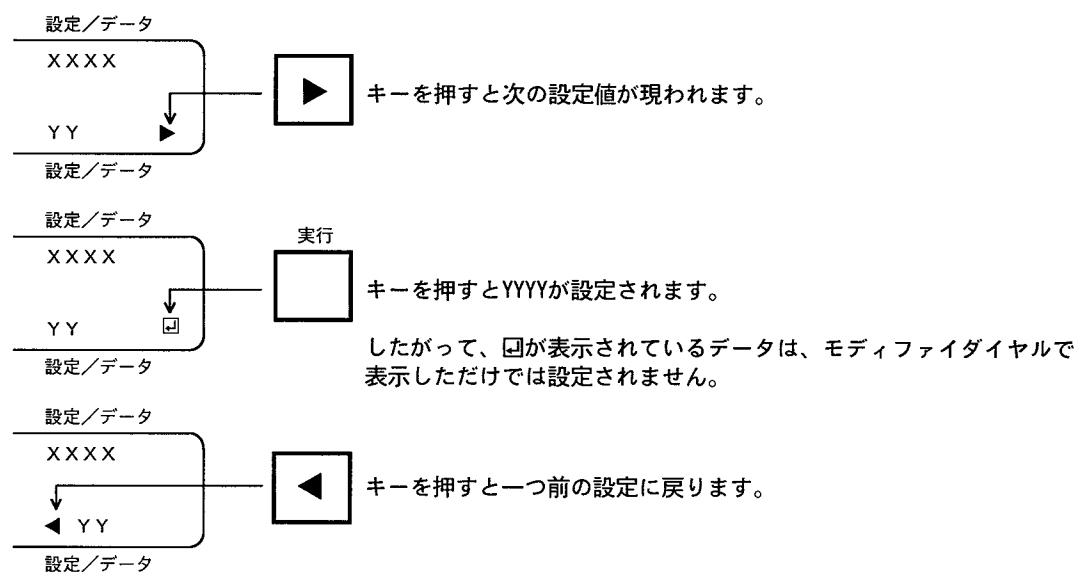 設定／データ
XXXX
▶ キーを押すと次の設定値が現われます。
YY ▶
設定／データ
設定／データ
実行
XXXX
キーを押すとYYYYが設定されます。
YY ↵
したがって、↵が表示されているデータは、モディファイダイヤルで
表示しただけでは設定されません。
設定／データ
設定／データ
XXXX
◀ キーを押すと一つ前の設定に戻ります。
◀ YY
設定／データ